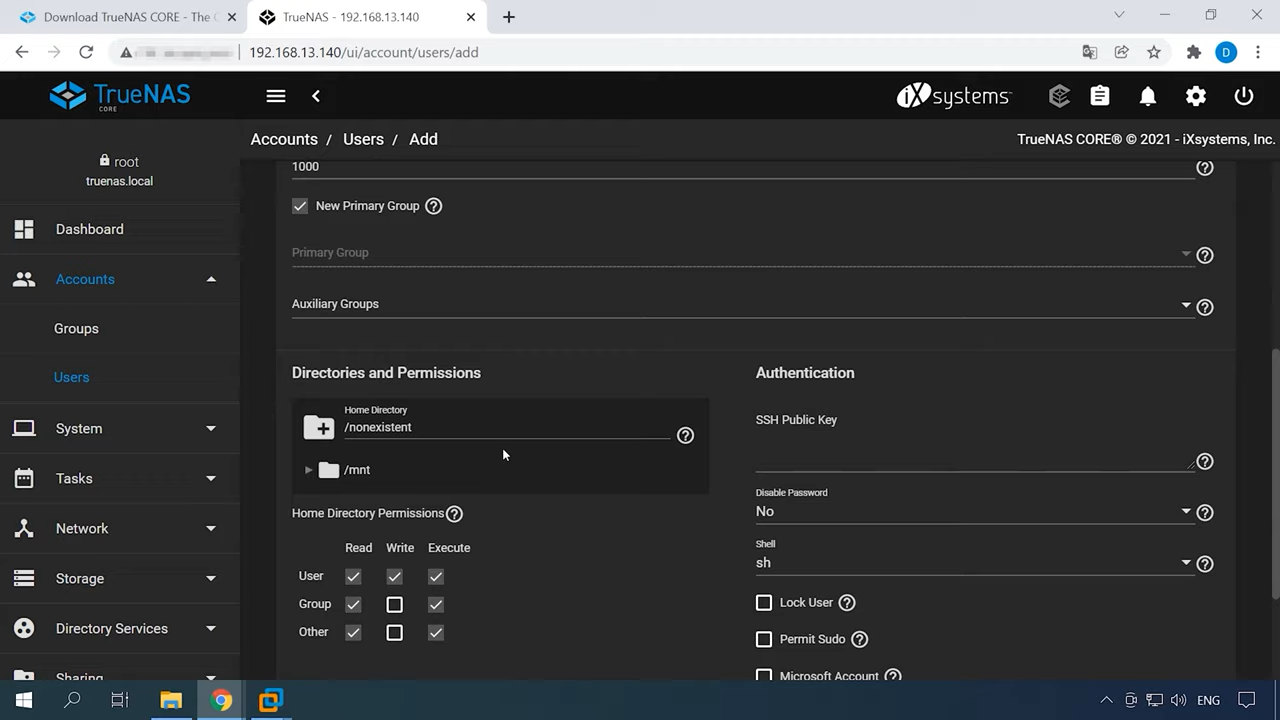 Download TrueNAS CORE - The
TrueNAS - 192.168.13.140
192.168.13.140/ui/account/users/add
D
TrueNAS
CORE
iXsystems
root
truenas.local
Accounts / Users / Add
TrueNAS CORE® © 2021 - iXsystems, Inc.
Dashboard
Accounts
Groups
Users
System
Tasks
Network
Storage
Directory Services
Sharing
1000
New Primary Group
Primary Group
Auxiliary Groups
Directories and Permissions
Home Directory
/nonexistent
/mnt
Home Directory Permissions
Read Write Execute
User
Group
Other
Authentication
SSH Public Key
Disable Password
No
Shell
sh
Lock User
Permit Sudo
Microsoft Account
ENG